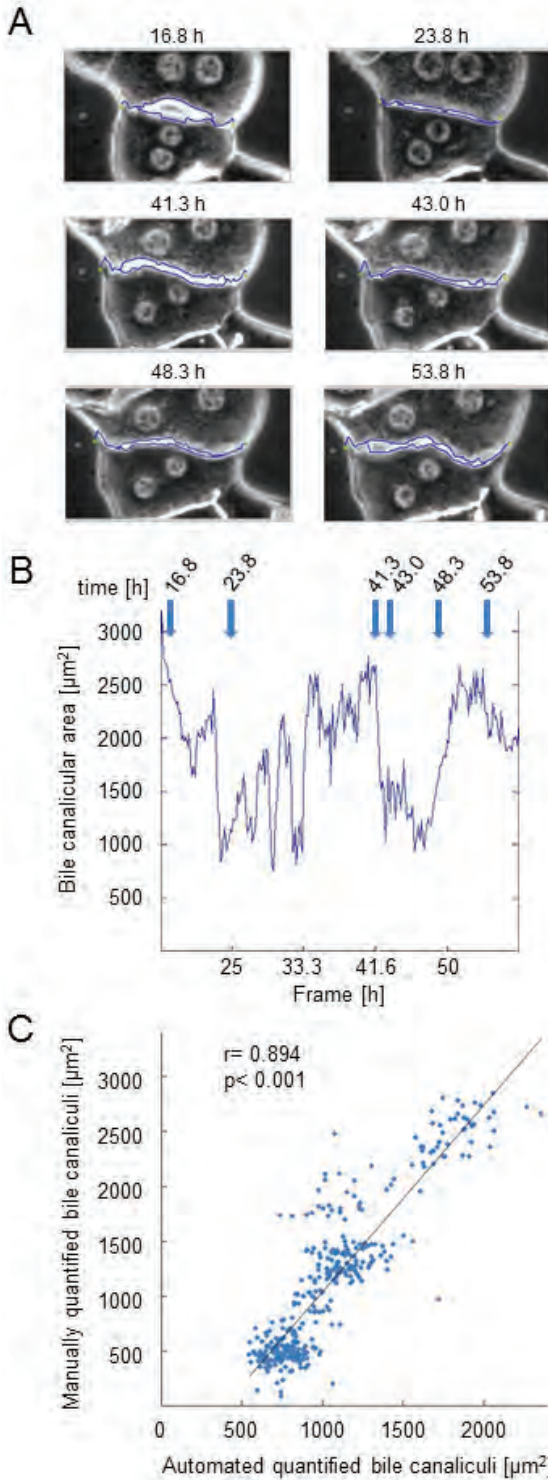 A
16.8 h 23.8 h
41.3 h 43.0 h
48.3 h 53.8 h
B
time [h] 16.8 23.8 41.3 43.0 48.3 53.8
Bile canalicular area [µm²]
3000
2500
2000
1500
1000
500
25 33.3 41.6 50
Frame [h]
C
r= 0.894
p< 0.001
Manually quantified bile canaliculi [µm²]
3000
2500
2000
1500
1000
500
0 500 1000 1500 2000
Automated quantified bile canaliculi [µm²